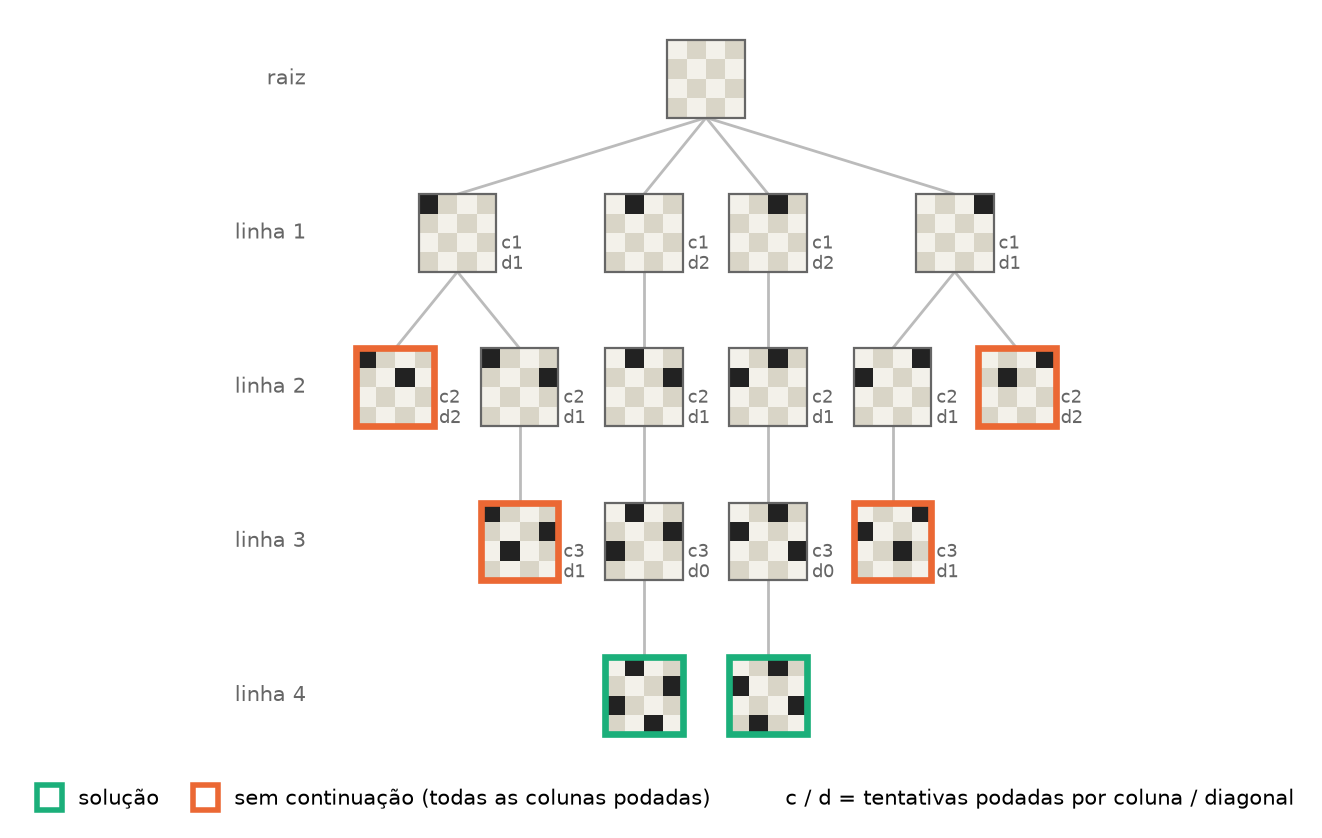 raiz
linha 1
c1
d1
c1
d2
c1
d2
c1
d1
linha 2
c2
d2
c2
d1
c2
d1
c2
d1
c2
d1
c2
d2
linha 3
c3
d1
c3
d0
c3
d0
c3
d1
linha 4
solução
sem continuação (todas as colunas podadas)
c / d = tentativas podadas por coluna / diagonal